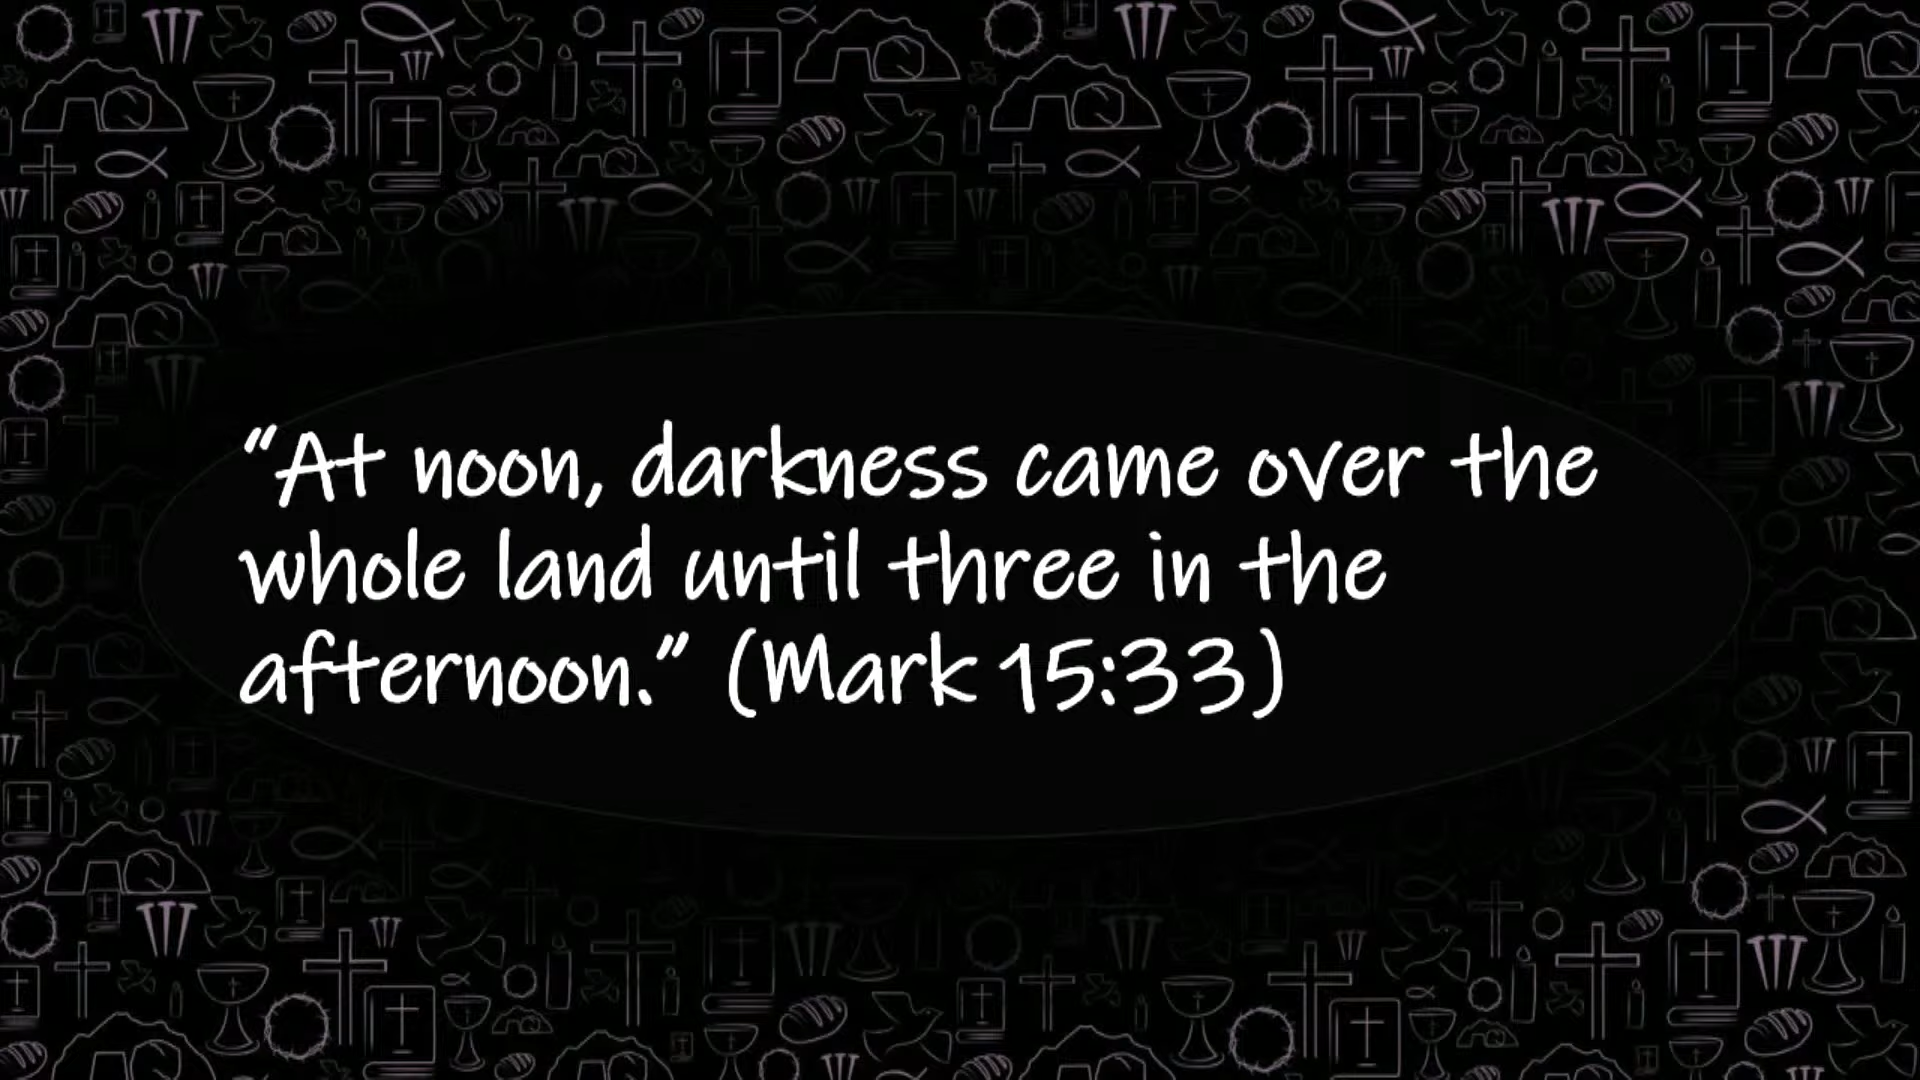 “At noon, darkness came over the
whole land until three in the
afternoon.” (Mark 15:33)